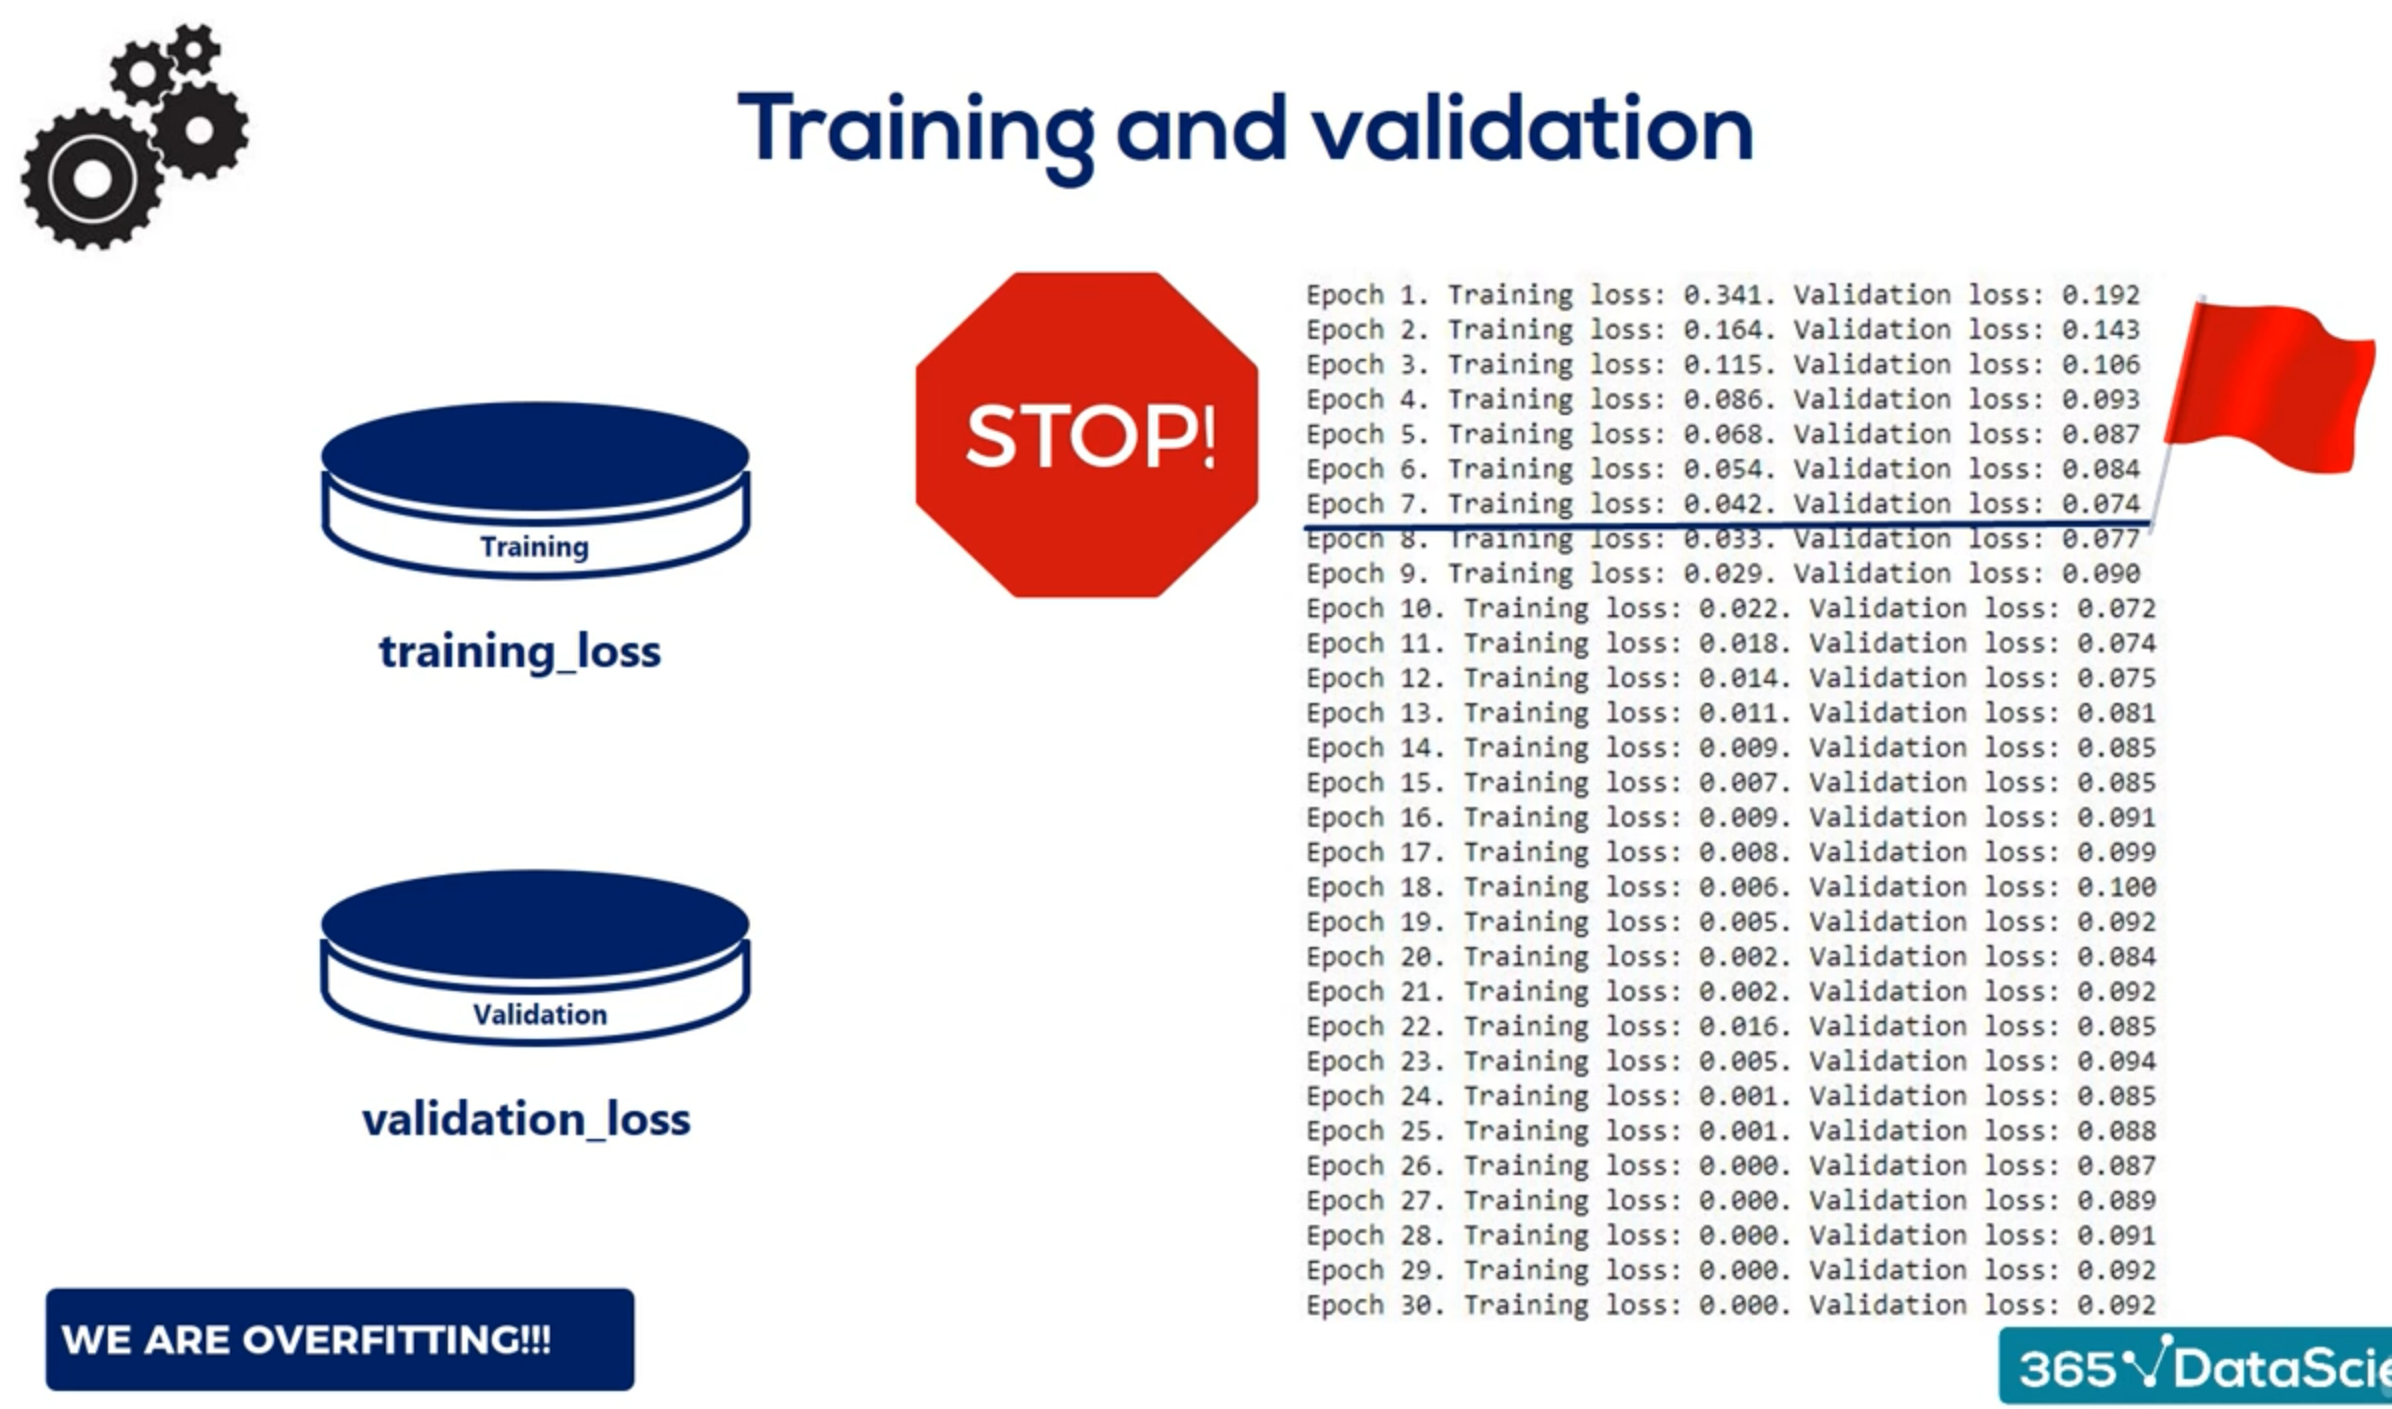 Training and validation
STOP!
Training
training_loss
Validation
validation_loss
WE ARE OVERFITTING!!!
Epoch 1. Training loss: 0.341. Validation loss: 0.192
Epoch 2. Training loss: 0.164. Validation loss: 0.143
Epoch 3. Training loss: 0.115. Validation loss: 0.106
Epoch 4. Training loss: 0.086. Validation loss: 0.093
Epoch 5. Training loss: 0.068. Validation loss: 0.087
Epoch 6. Training loss: 0.054. Validation loss: 0.084
Epoch 7. Training loss: 0.042. Validation loss: 0.074
Epoch 8. Training loss: 0.033. Validation loss: 0.077
Epoch 9. Training loss: 0.029. Validation loss: 0.090
Epoch 10. Training loss: 0.022. Validation loss: 0.072
Epoch 11. Training loss: 0.018. Validation loss: 0.074
Epoch 12. Training loss: 0.014. Validation loss: 0.075
Epoch 13. Training loss: 0.011. Validation loss: 0.081
Epoch 14. Training loss: 0.009. Validation loss: 0.085
Epoch 15. Training loss: 0.007. Validation loss: 0.085
Epoch 16. Training loss: 0.009. Validation loss: 0.091
Epoch 17. Training loss: 0.008. Validation loss: 0.099
Epoch 18. Training loss: 0.006. Validation loss: 0.100
Epoch 19. Training loss: 0.005. Validation loss: 0.092
Epoch 20. Training loss: 0.002. Validation loss: 0.084
Epoch 21. Training loss: 0.002. Validation loss: 0.092
Epoch 22. Training loss: 0.016. Validation loss: 0.085
Epoch 23. Training loss: 0.005. Validation loss: 0.094
Epoch 24. Training loss: 0.001. Validation loss: 0.085
Epoch 25. Training loss: 0.001. Validation loss: 0.088
Epoch 26. Training loss: 0.000. Validation loss: 0.087
Epoch 27. Training loss: 0.000. Validation loss: 0.089
Epoch 28. Training loss: 0.000. Validation loss: 0.091
Epoch 29. Training loss: 0.000. Validation loss: 0.092
Epoch 30. Training loss: 0.000. Validation loss: 0.092
365 DataScie